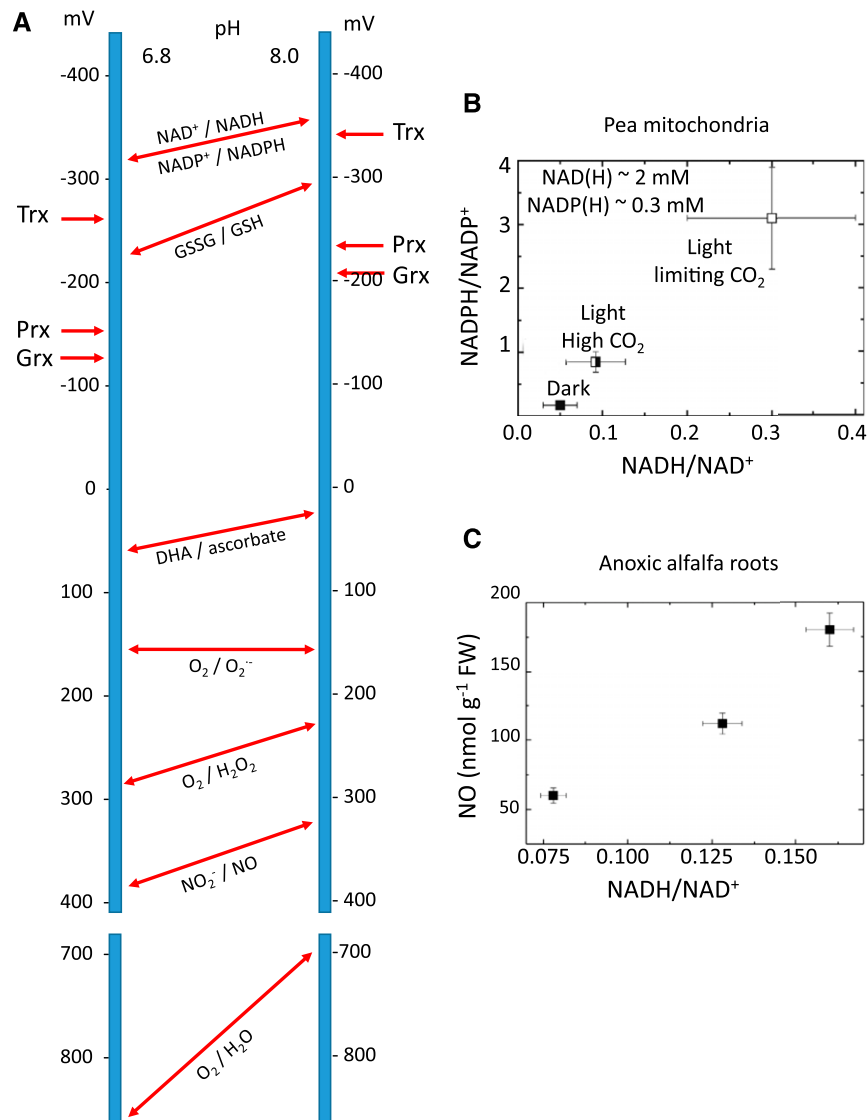 A
mV
pH
mV
6.8
8.0
-400
-300
-200
-100
0
100
200
300
400
700
800
-400
-300
-200
-100
- 0
- 100
- 200
- 300
- 400
-700
- 800
NAD⁺ / NADH
NADP⁺ / NADPH
GSSG / GSH
DHA / ascorbate
O₂ / O₂·⁻
O₂ / H₂O₂
NO₂⁻ / NO
O₂ / H₂O
Trx
Prx
Grx
Trx
Prx
Grx
B
Pea mitochondria
NAD(H) ~ 2 mM
NADP(H) ~ 0.3 mM
Light
limiting CO₂
Light
High CO₂
Dark
4
3
2
1
NADPH/NADP⁺
0.0
0.1
0.2
0.3
0.4
NADH/NAD⁺
C
Anoxic alfalfa roots
200
150
100
50
NO (nmol g⁻¹ FW)
0.075
0.100
0.125
0.150
NADH/NAD⁺